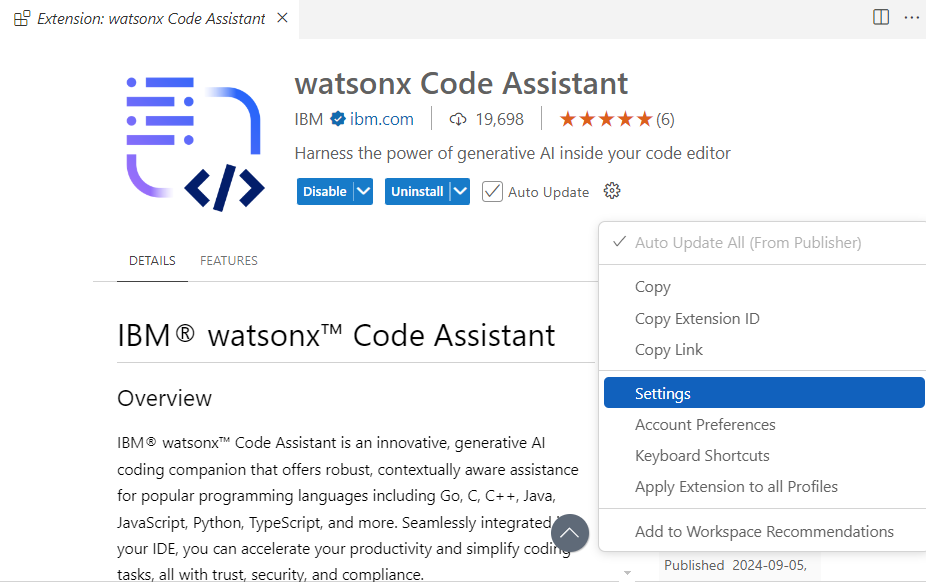 Extension: watsonx Code Assistant
watsonx Code Assistant
IBM ibm.com 19,698 (6)
Harness the power of generative AI inside your code editor
Disable Uninstall Auto Update
DETAILS FEATURES
IBM® watsonx™ Code Assistant
Overview
IBM® watsonx™ Code Assistant is an innovative, generative AI
coding companion that offers robust, contextually aware assistance
for popular programming languages including Go, C, C++, Java,
JavaScript, Python, TypeScript, and more. Seamlessly integrated
your IDE, you can accelerate your productivity and simplify coding
tasks, all with trust, security, and compliance.
Auto Update All (From Publisher)
Copy
Copy Extension ID
Copy Link
Settings
Account Preferences
Keyboard Shortcuts
Apply Extension to all Profiles
Add to Workspace Recommendations
Published 2024-09-05,